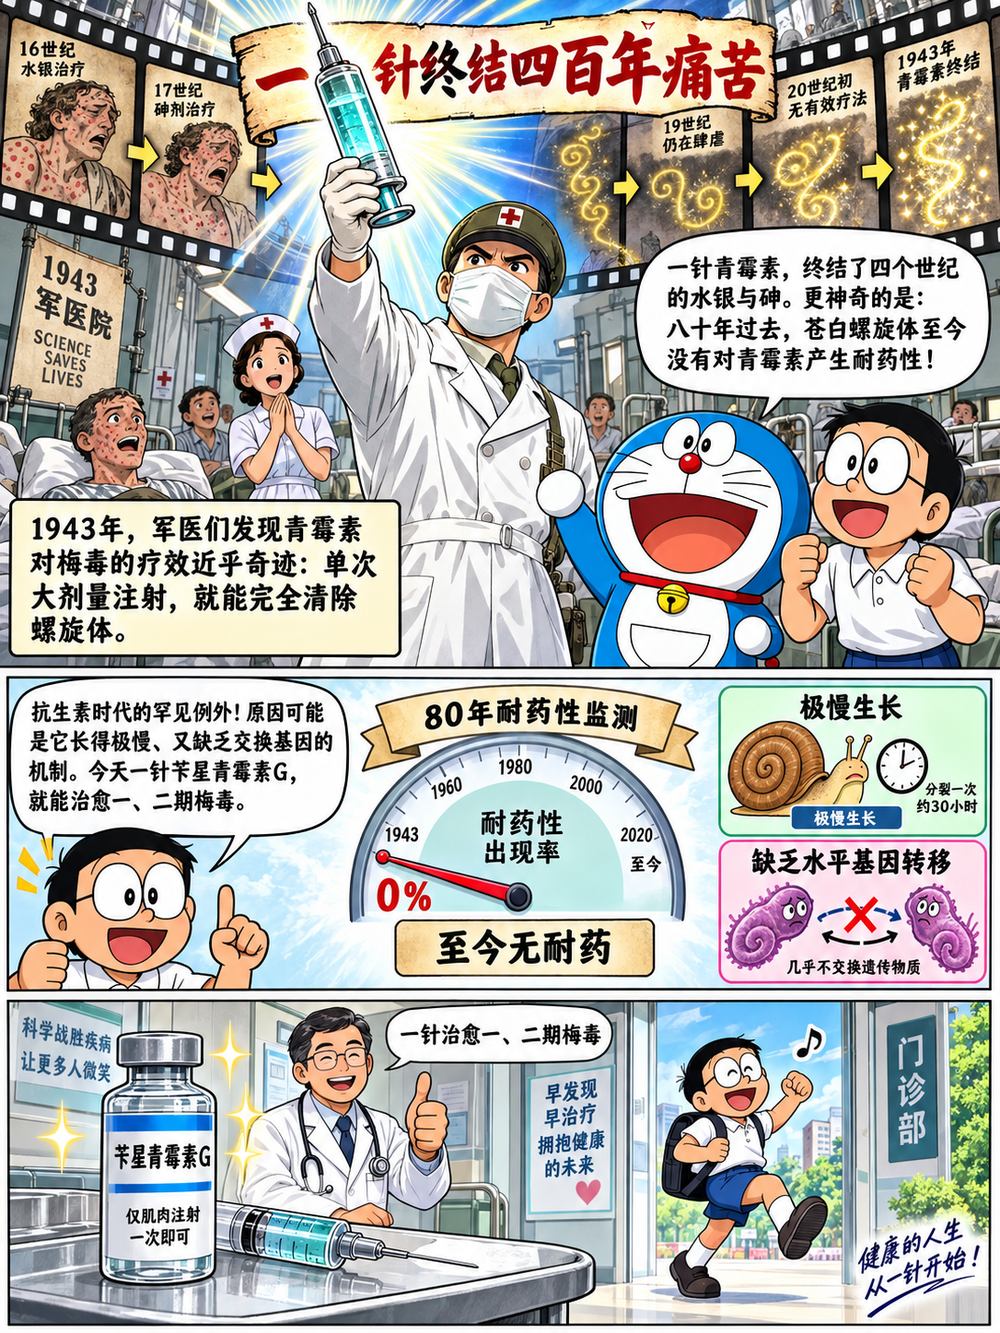 一针终结四百年痛苦
16世纪
水银治疗
17世纪
砷剂治疗
19世纪
仍在肆虐
20世纪初
无有效疗法
1943年
青霉素终结
1943
军医院
SCIENCE
SAVES
LIVES
一针青霉素，终结了四个世纪
的水银与砷。更神奇的是：
八十年过去，苍白螺旋体至今
没有对青霉素产生耐药性！
1943年，军医们发现青霉素
对梅毒的疗效近乎奇迹：单次
大剂量注射，就能完全清除
螺旋体。
抗生素时代的罕见例外！原因可能
是它长得极慢、又缺乏交换基因的
机制。今天一针苄星青霉素G，
就能治愈一、二期梅毒。
80年耐药性监测
1943
1960
1980
2000
2020
至今
耐药性
出现率
0%
至今无耐药
极慢生长
分裂一次
约30小时
极慢生长
缺乏水平基因转移
几乎不交换遗传物质
科学战胜疾病
让更多人微笑
苄星青霉素G
仅肌肉注射
一次即可
一针治愈一、二期梅毒
早发现
早治疗
拥抱健康
的未来
门诊部
健康的人生
从一针开始！